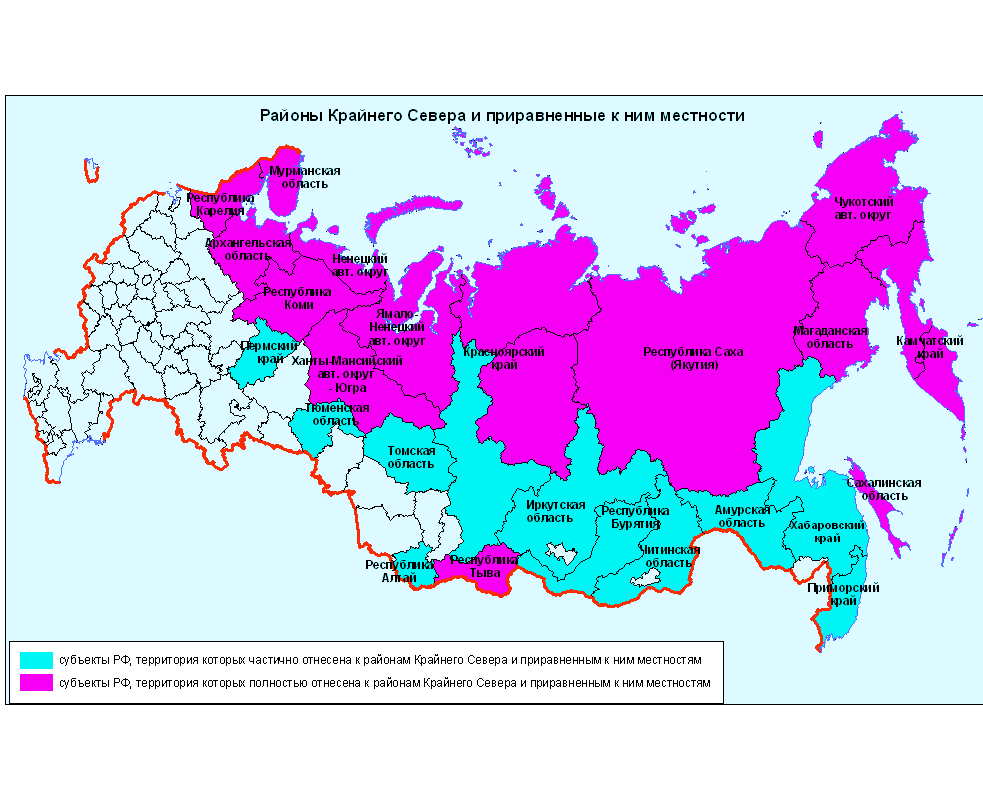 Районы Крайнего Севера и приравненные к ним местности
Мурманская
область
Республика
Карелия
Чукотский
авт. округ
Архангельская
область
Ненецкий
авт. округ
Республика
Коми
Ямало-
Ненецкий
авт. округ
Магаданская
область
Камчатский
край
Пермский
край
Красноярский
край
Республика Саха
(Якутия)
Ханты-Мансийский
авт. округ
- Югра
Тюменская
область
Томская
область
Сахалинская
область
Иркутская
область
Республика
Бурятия
Амурская
область
Хабаровский
край
Читинская
область
Республика
Алтай
Республика
Тыва
Приморский
край
субъекты РФ, территория которых частично отнесена к районам Крайнего Севера и приравненным к ним местностям
субъекты РФ, территория которых полностью отнесена к районам Крайнего Севера и приравненным к ним местностям